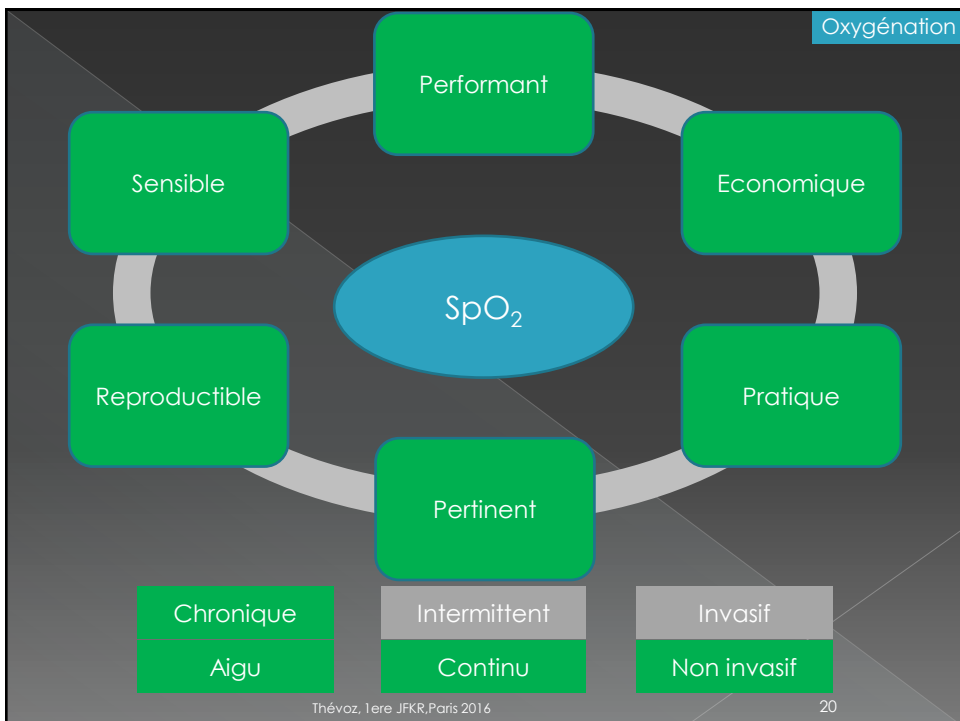 Oxygénation
Performant
Sensible
Economique
SpO₂
Reproductible
Pratique
Pertinent
Chronique
Intermittent
Invasif
Aigu
Continu
Non invasif
Thévoz, 1ere JFKR,Paris 2016
20